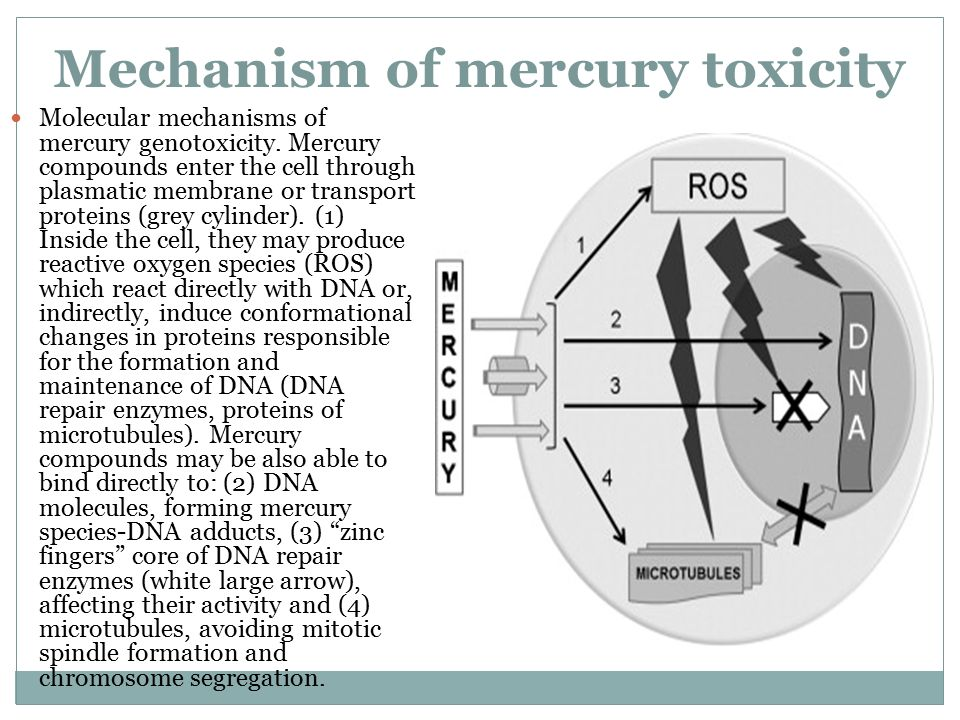 Mechanism of mercury toxicity
• Molecular mechanisms of
mercury genotoxicity. Mercury
compounds enter the cell through
plasmatic membrane or transport
proteins (grey cylinder). (1)
Inside the cell, they may produce
reactive oxygen species (ROS)
which react directly with DNA or,
indirectly, induce conformational
changes in proteins responsible
for the formation and
maintenance of DNA (DNA
repair enzymes, proteins of
microtubules). Mercury
compounds may be also able to
bind directly to: (2) DNA
molecules, forming mercury
species-DNA adducts, (3) “zinc
fingers” core of DNA repair
enzymes (white large arrow),
affecting their activity and (4)
microtubules, avoiding mitotic
spindle formation and
chromosome segregation.
MERCURY
ROS
1
2
3
4
DNA
MICROTUBULES